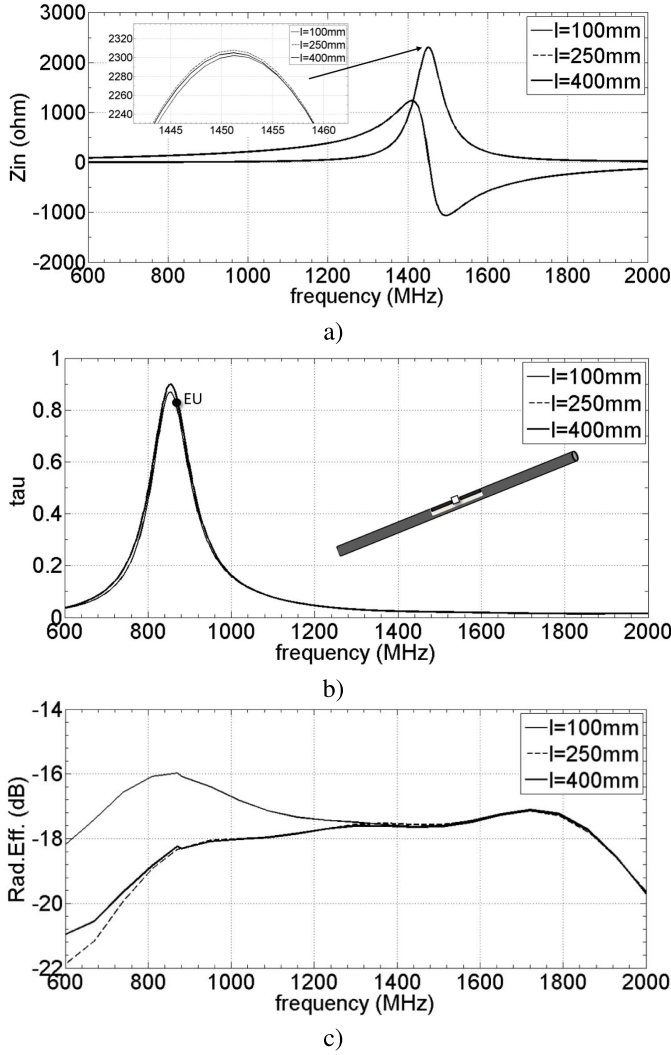 3000
2500
2000
1000
0
-1000
-2000
600 800 1000 1200 1400 1600 1800 2000
Zin (ohm)
frequency (MHz)
2320
2300
2280
2260
2240
1445 1450 1455 1460
l=100mm
l=250mm
l=400mm
l=100mm
l=250mm
l=400mm
a)
1
0.8
0.6
0.4
0.2
0
600 800 1000 1200 1400 1600 1800 2000
tau
frequency (MHz)
EU
l=100mm
l=250mm
l=400mm
b)
-14
-16
-18
-20
-22
600 800 1000 1200 1400 1600 1800 2000
Rad.Eff. (dB)
frequency (MHz)
l=100mm
l=250mm
l=400mm
c)